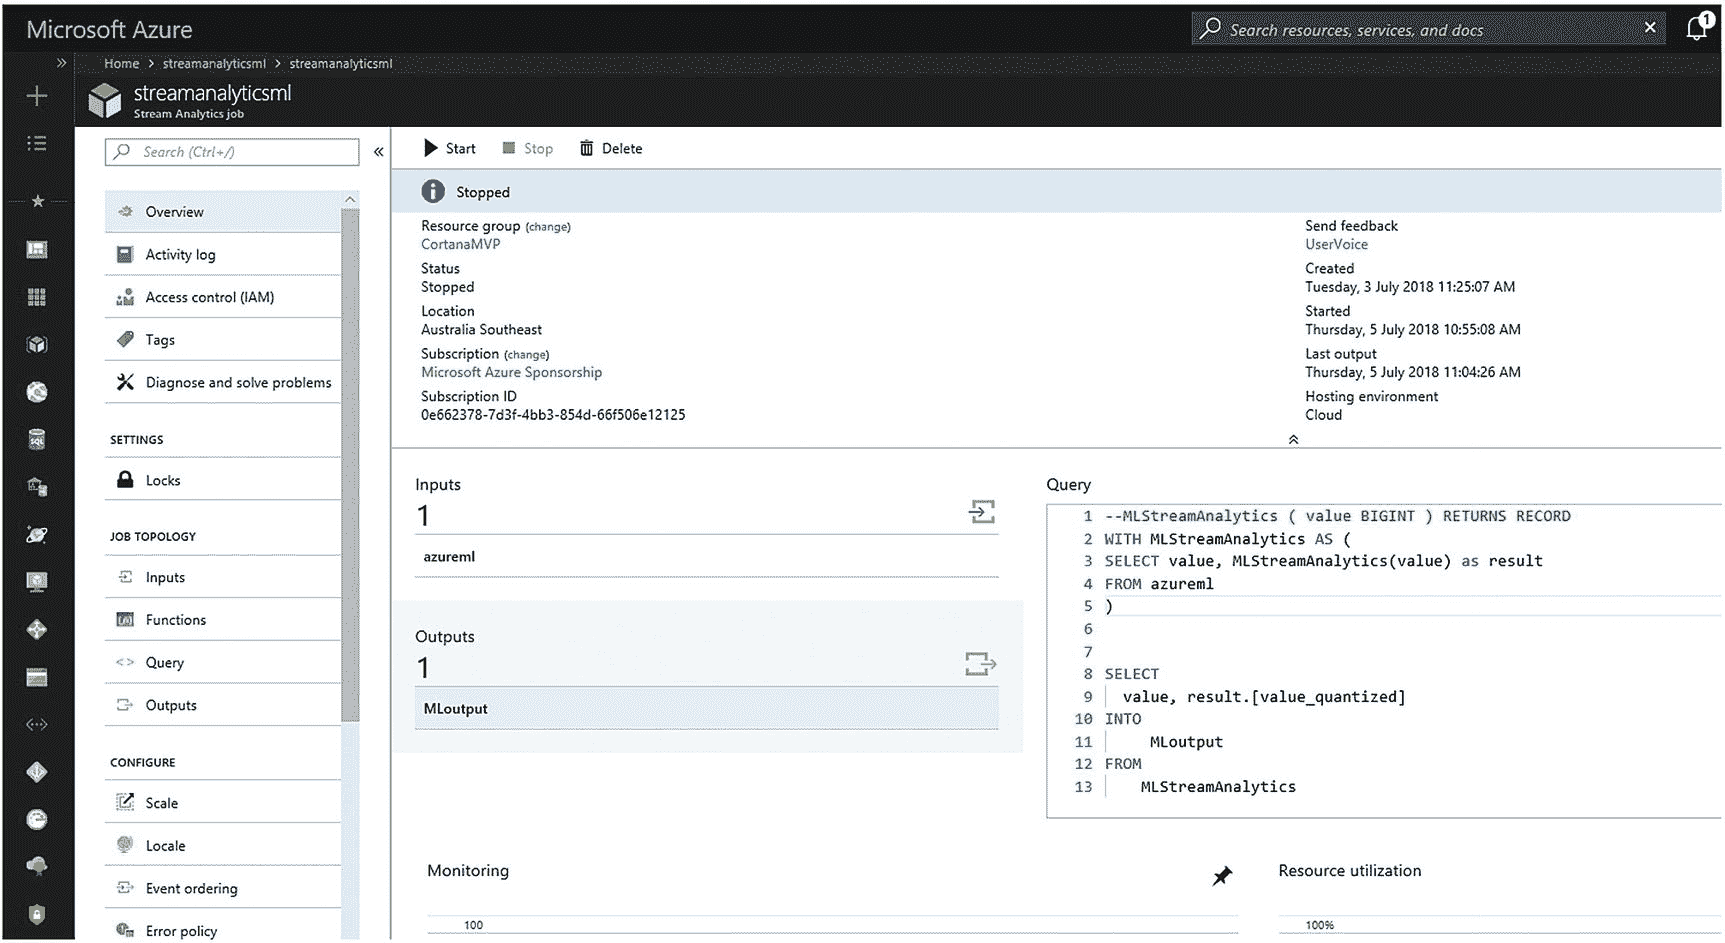 Microsoft Azure
Search resources, services, and docs
1
Home > streamanalyticsml > streamanalyticsml
streamanalyticsml
Stream Analytics job
Search (Ctrl+/)
Overview
Activity log
Access control (IAM)
Tags
Diagnose and solve problems
SETTINGS
Locks
JOB TOPOLOGY
Inputs
Functions
Query
Outputs
CONFIGURE
Scale
Locale
Event ordering
Error policy
Start Stop Delete
Stopped
Resource group (change)
CortanaMVP
Status
Stopped
Location
Australia Southeast
Subscription (change)
Microsoft Azure Sponsorship
Subscription ID
0e662378-7d3f-4bb3-854d-66f506e12125
Send feedback
UserVoice
Created
Tuesday, 3 July 2018 11:25:07 AM
Started
Thursday, 5 July 2018 10:55:08 AM
Last output
Thursday, 5 July 2018 11:04:26 AM
Hosting environment
Cloud
Inputs
1
azureml
Outputs
1
MLoutput
Query
1 --MLStreamAnalytics ( value BIGINT ) RETURNS RECORD
2 WITH MLStreamAnalytics AS (
3 SELECT value, MLStreamAnalytics(value) as result
4 FROM azureml
5 )
6
7
8 SELECT
9 value, result.[value_quantized]
10 INTO
11 MLoutput
12 FROM
13 MLStreamAnalytics
Monitoring
100
Resource utilization
100%